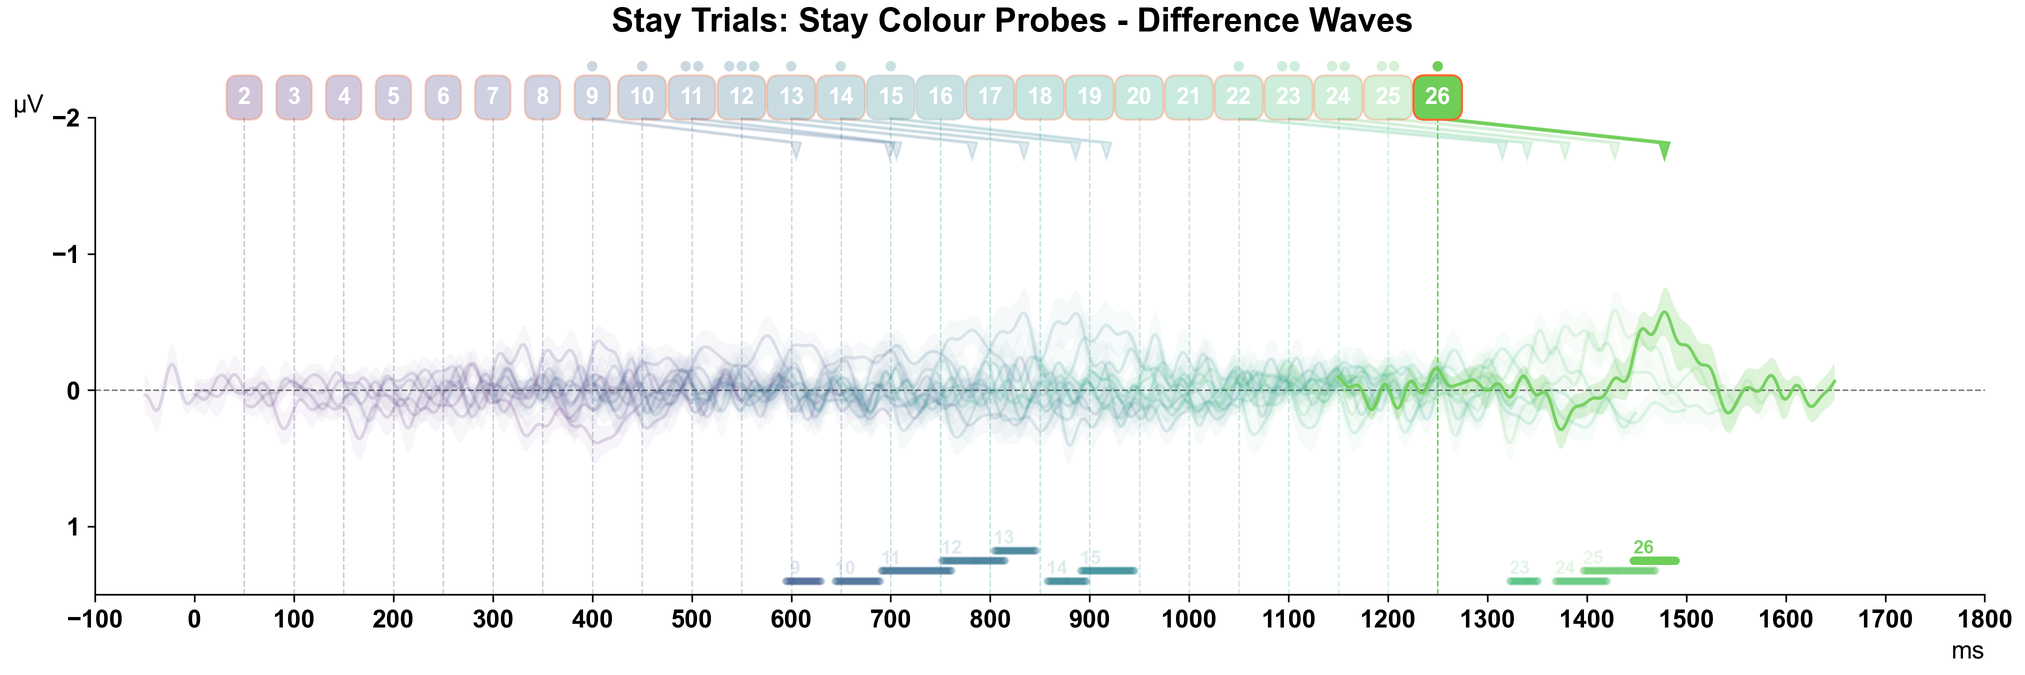 Stay Trials: Stay Colour Probes - Difference Waves
2 3 4 5 6 7 8 9 10 11 12 13 14 15 16 17 18 19 20 21 22 23 24 25 26
µV
−2
−1
0
1
13
12 26
11 15 25
9 10 14 23 24
−100 0 100 200 300 400 500 600 700 800 900 1000 1100 1200 1300 1400 1500 1600 1700 1800
ms